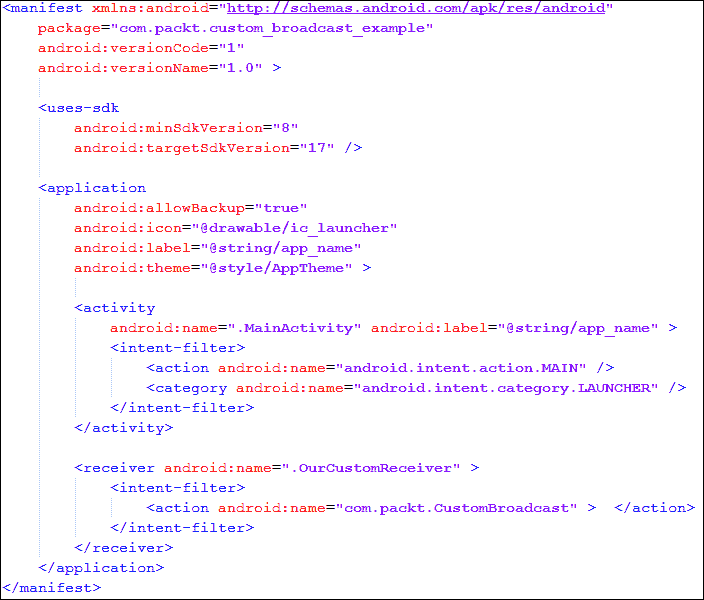 <manifest xmlns:android="http://schemas.android.com/apk/res/android"
    package="com.packt.custom_broadcast_example"
    android:versionCode="1"
    android:versionName="1.0" >

    <uses-sdk
        android:minSdkVersion="8"
        android:targetSdkVersion="17" />

    <application
        android:allowBackup="true"
        android:icon="@drawable/ic_launcher"
        android:label="@string/app_name"
        android:theme="@style/AppTheme" >

        <activity
            android:name=".MainActivity" android:label="@string/app_name" >
            <intent-filter>
                <action android:name="android.intent.action.MAIN" />
                <category android:name="android.intent.category.LAUNCHER" />
            </intent-filter>
        </activity>

        <receiver android:name=".OurCustomReceiver" >
            <intent-filter>
                <action android:name="com.packt.CustomBroadcast" >  </action>
            </intent-filter>
        </receiver>
    </application>
</manifest>